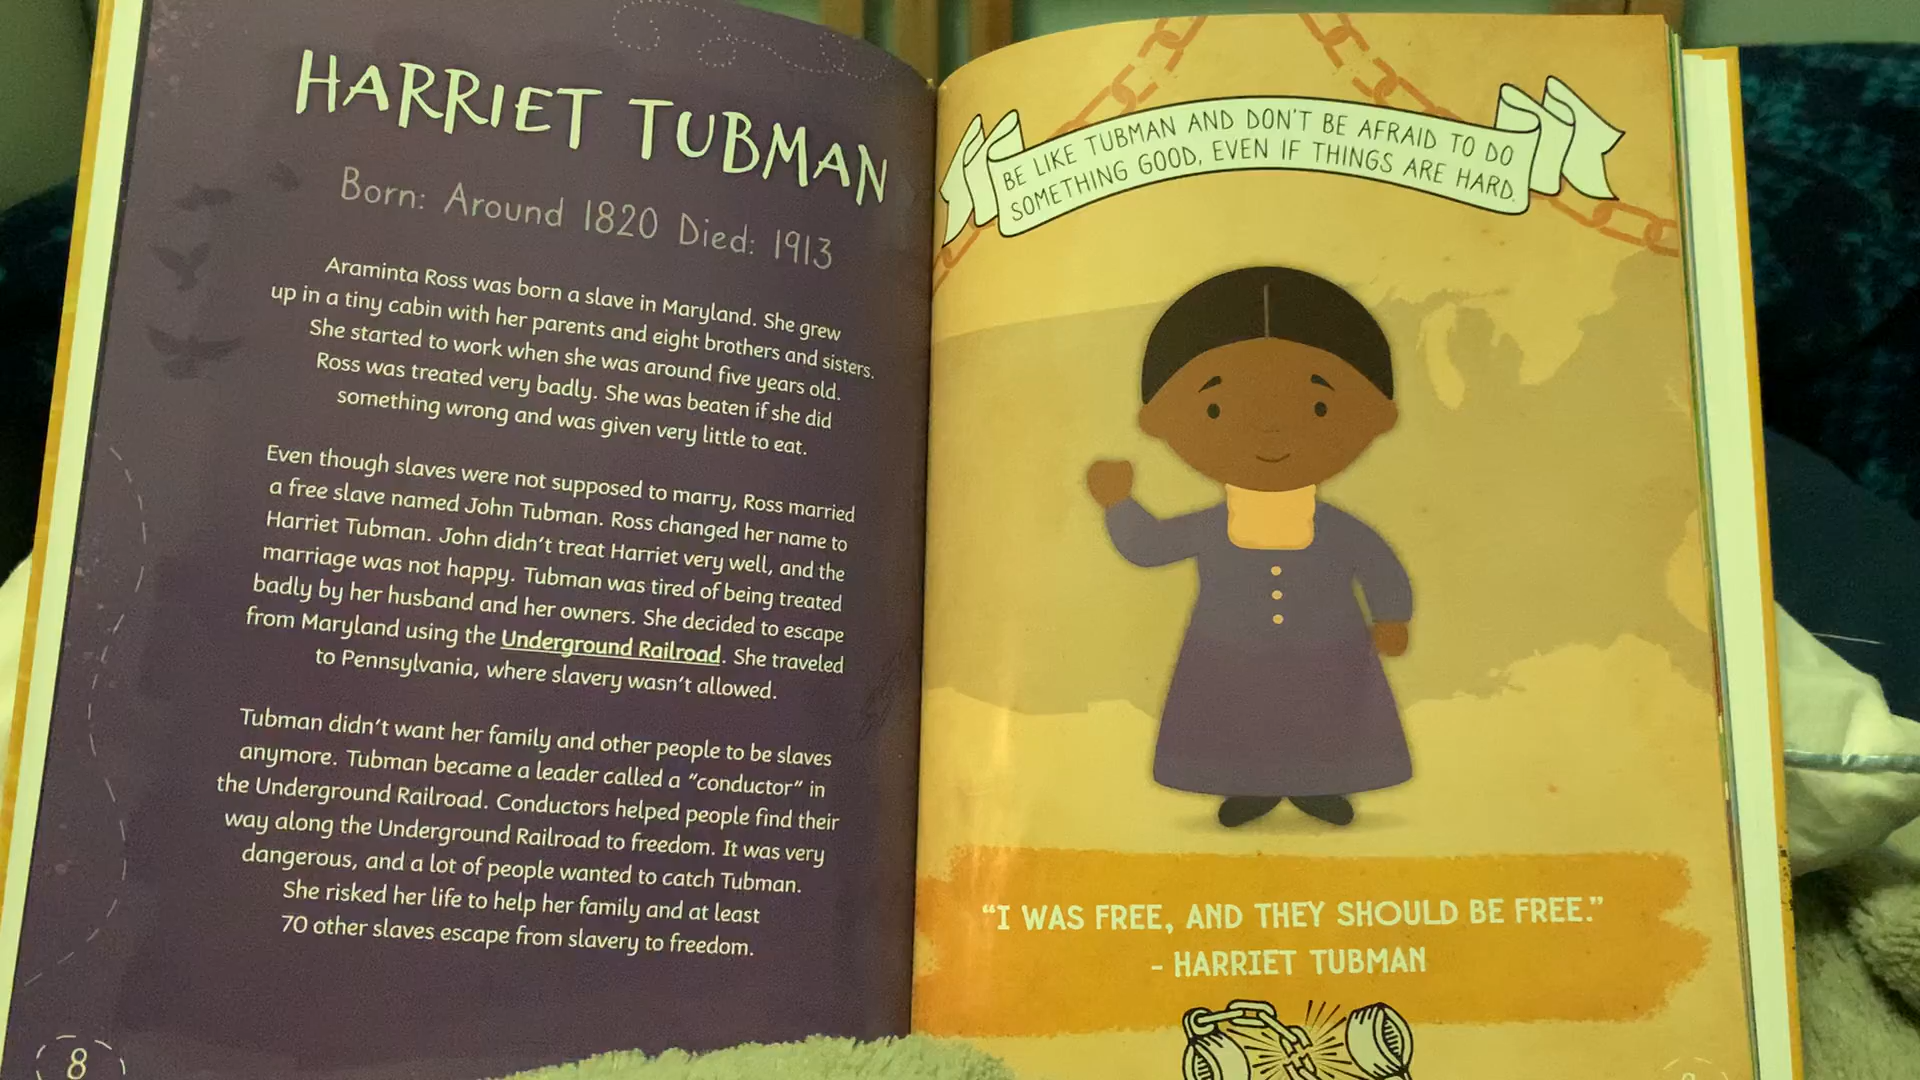 HARRIET TUBMAN
Born: Around 1820 Died: 1913
Araminta Ross was born a slave in Maryland. She grew
up in a tiny cabin with her parents and eight brothers and sisters.
She started to work when she was around five years old.
Ross was treated very badly. She was beaten if she did
something wrong and was given very little to eat.
Even though slaves were not supposed to marry, Ross married
a free slave named John Tubman. Ross changed her name to
Harriet Tubman. John didn't treat Harriet very well, and the
marriage was not happy. Tubman was tired of being treated
badly by her husband and her owners. She decided to escape
from Maryland using the Underground Railroad. She traveled
to Pennsylvania, where slavery wasn't allowed.
Tubman didn't want her family and other people to be slaves
anymore. Tubman became a leader called a "conductor" in
the Underground Railroad. Conductors helped people find their
way along the Underground Railroad to freedom. It was very
dangerous, and a lot of people wanted to catch Tubman.
She risked her life to help her family and at least
70 other slaves escape from slavery to freedom.
8
BE LIKE TUBMAN AND DON'T BE AFRAID TO DO
SOMETHING GOOD, EVEN IF THINGS ARE HARD.
"I WAS FREE, AND THEY SHOULD BE FREE."
- HARRIET TUBMAN